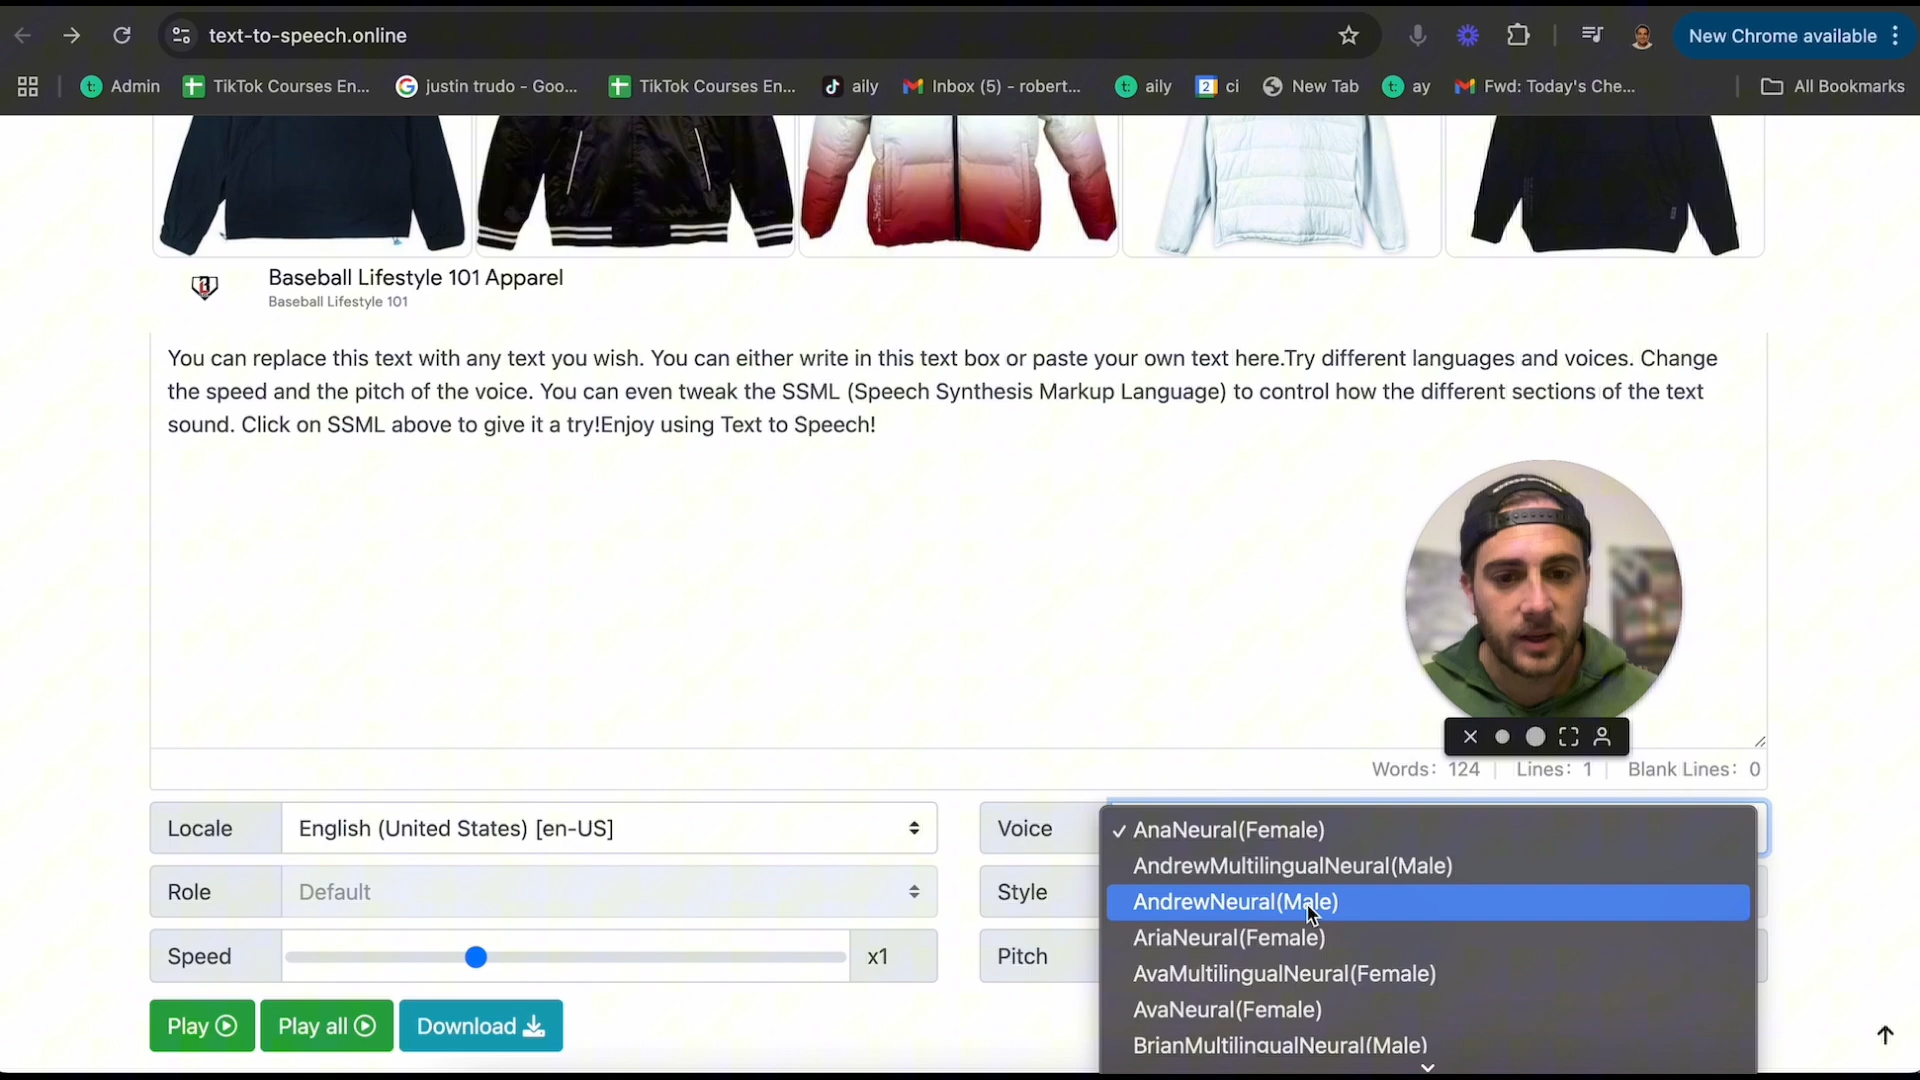 text-to-speech.online
New Chrome available
Admin
TikTok Courses En...
justin trudo - Goo...
TikTok Courses En...
aily
Inbox (5) - robert...
aily
2 ci
New Tab
ay
Fwd: Today's Che...
All Bookmarks
Baseball Lifestyle 101 Apparel
Baseball Lifestyle 101
You can replace this text with any text you wish. You can either write in this text box or paste your own text here.Try different languages and voices. Change
the speed and the pitch of the voice. You can even tweak the SSML (Speech Synthesis Markup Language) to control how the different sections of the text
sound. Click on SSML above to give it a try!Enjoy using Text to Speech!
Words: 124 Lines: 1 Blank Lines: 0
Locale English (United States) [en-US]
Voice
AnaNeural(Female)
AndrewMultilingualNeural(Male)
Role Default
Style
AndrewNeural(Male)
AriaNeural(Female)
Speed x1
Pitch
AvaMultilingualNeural(Female)
AvaNeural(Female)
Play
Play all
Download
BrianMultilingualNeural(Male)